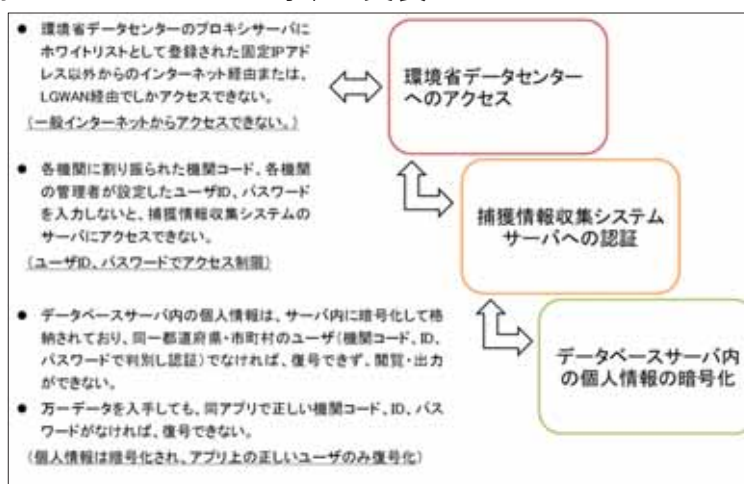 ● 環境省データセンターのプロキシサーバに
ホワイトリストとして登録された固定IPアド
レス以外からのインターネット経由または、
LGWAN経由でしかアクセスできない。
（一般インターネットからアクセスできない。）
環境省データセンター
へのアクセス
● 各機関に割り振られた機関コード、各機関
の管理者が設定したユーザID、パスワード
を入力しないと、捕獲情報収集システムの
サーバにアクセスできない。
（ユーザID、パスワードでアクセス制限）
捕獲情報収集システム
サーバへの認証
● データベースサーバ内の個人情報は、サーバ内に暗号化して格
納されており、同一都道府県・市町村のユーザ（機関コード、ID、
パスワードで判別し認証）でなければ、復号できず、閲覧・出力
ができない。
● 万一データを入手しても、同アプリで正しい機関コード、ID、パス
ワードがなければ、復号できない。
（個人情報は暗号化され、アプリ上の正しいユーザのみ復号化）
データベースサーバ内
の個人情報の暗号化